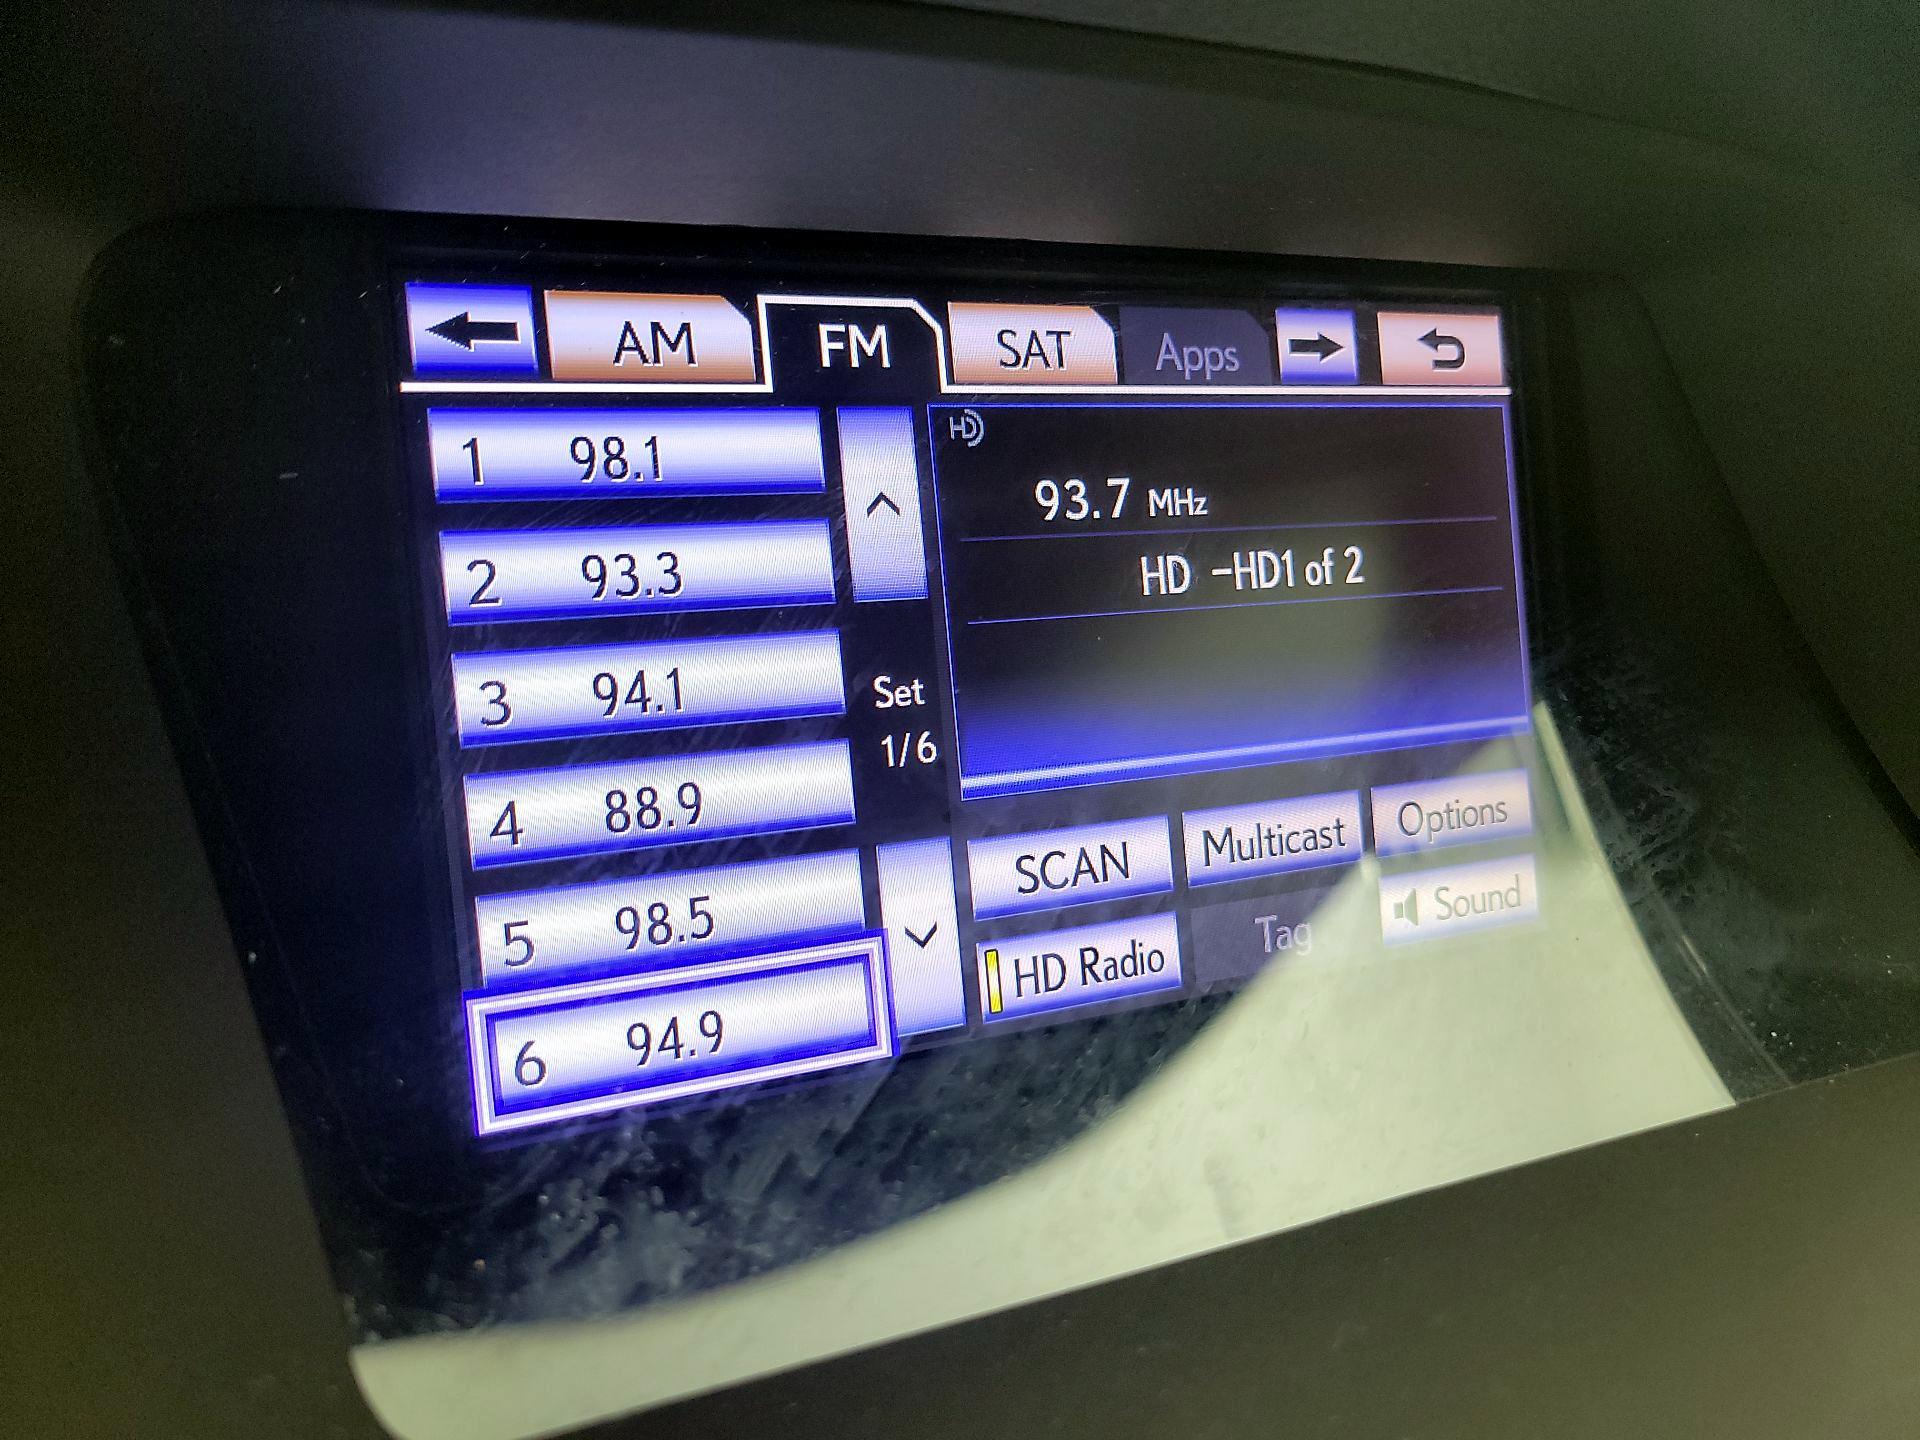 AM FM SAT Apps
1 98.1
2 93.3
3 94.1
4 88.9
5 98.5
6 94.9
Set
1/6
HD
93.7 MHz
HD -HD1 of 2
SCAN Multicast Options
HD Radio Tag Sound